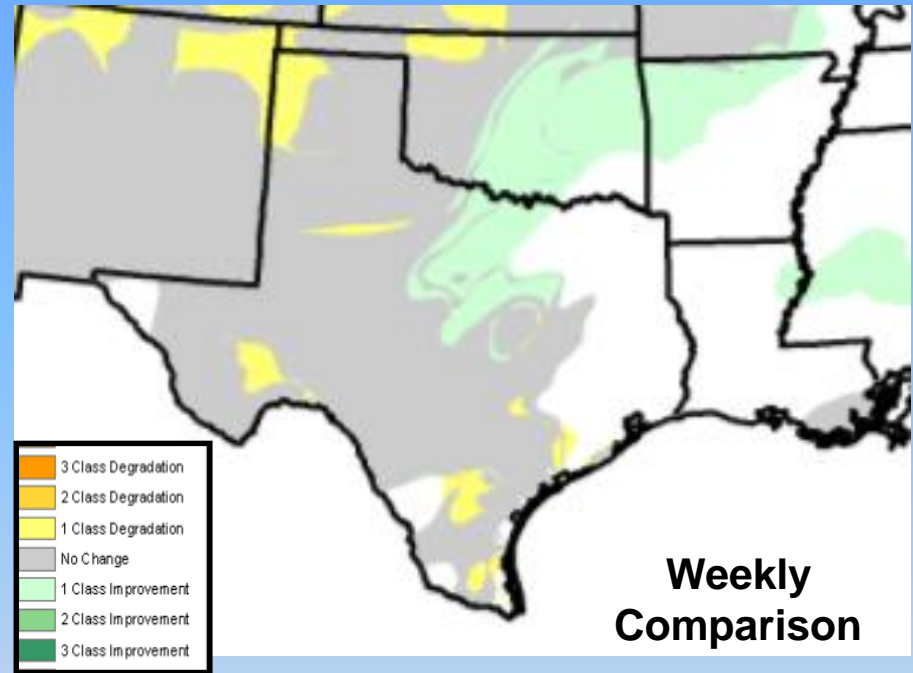 3 Class Degradation
2 Class Degradation
1 Class Degradation
No Change
1 Class Improvement
2 Class Improvement
3 Class Improvement
Weekly
Comparison